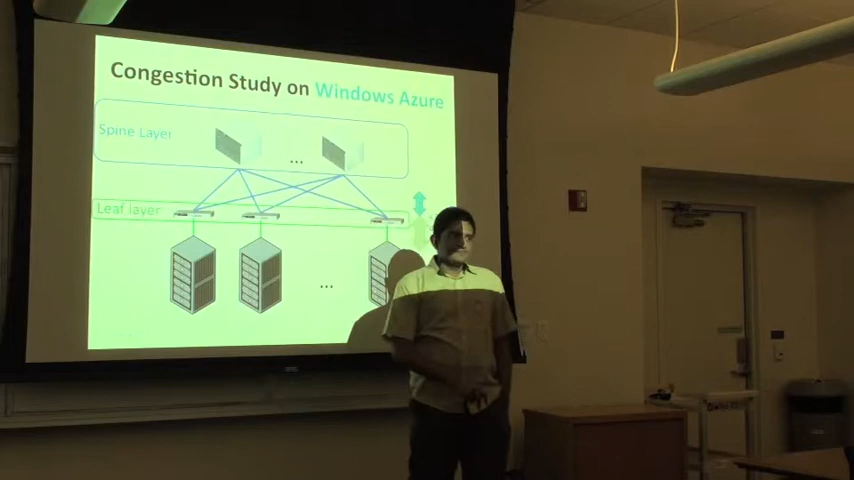 Congestion Study on Windows Azure
Spine Layer
...
Leaf layer
...